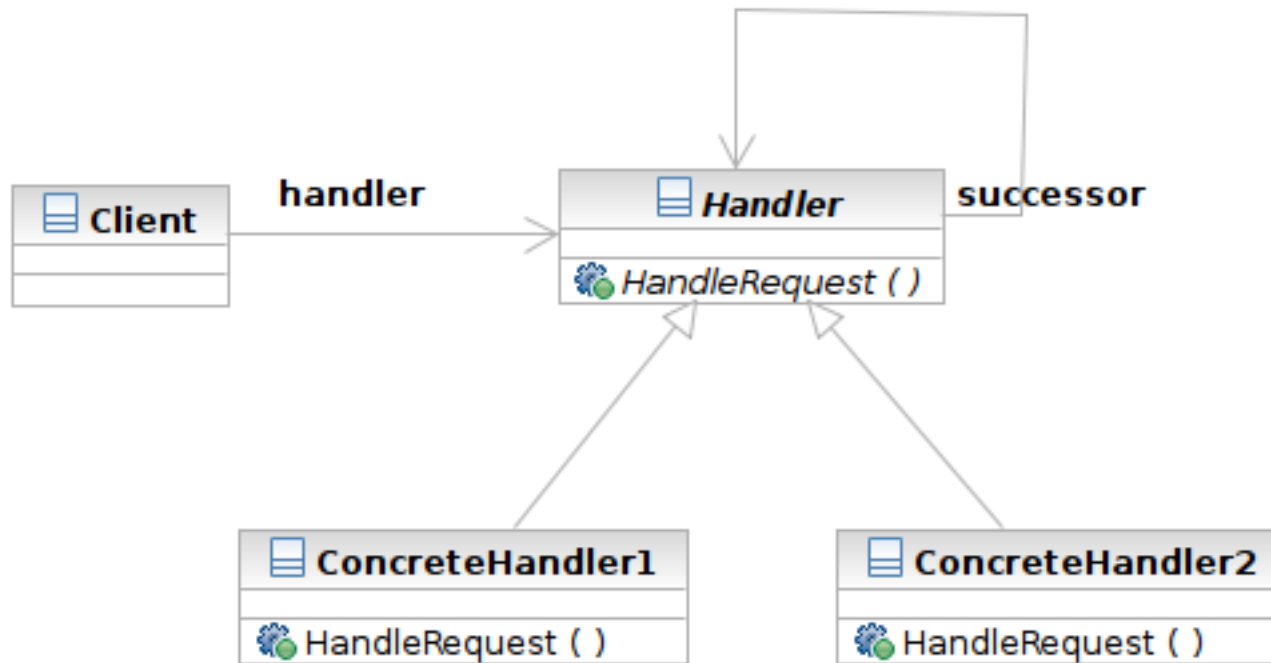 handler
Client
Handler
successor
HandleRequest ( )
ConcreteHandler1
HandleRequest ( )
ConcreteHandler2
HandleRequest ( )